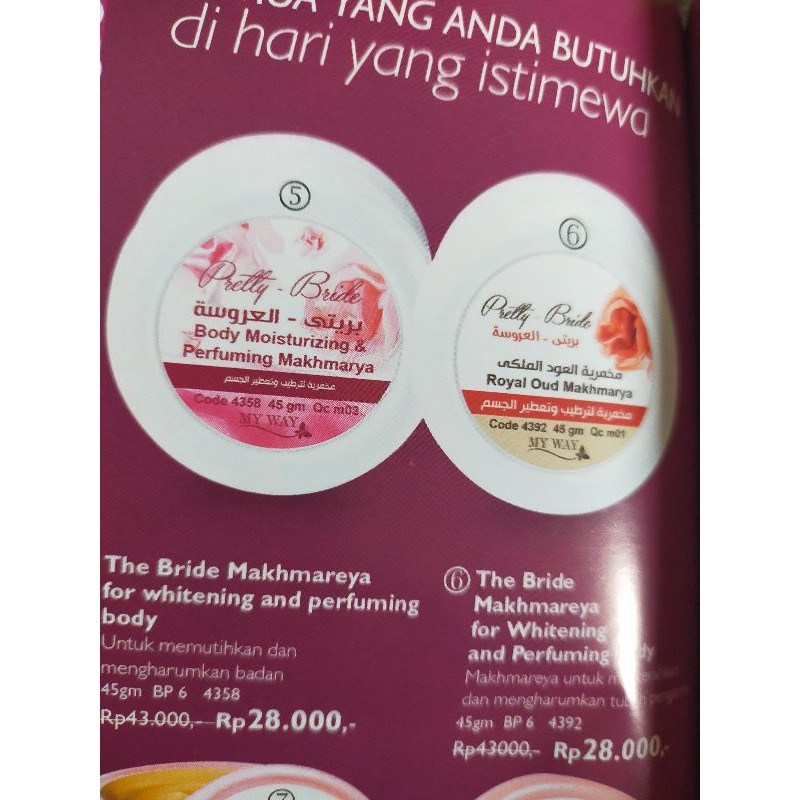 YANG ANDA BUTUHKAN
di hari yang istimewa
5
Pretty - Bride
بريتى - العروسة
Body Moisturizing &
Perfuming Makhmarya
مخمرية لترطيب وتعطير الجسم
Code 4358 45 gm Qc m03
MY WAY
6
Pretty - Bride
بريتى - العروسة
مخمرية العود الملكى
Royal Oud Makhmarya
مخمرية لترطيب وتعطير الجسم
Code 4392 45 gm Qc m01
MY WAY
The Bride Makhmareya
for whitening and perfuming
body
Untuk memutihkan dan
mengharumkan badan
45gm BP 6 4358
Rp43.000,- Rp28.000,-
6 The Bride
Makhmareya
for Whitening
and Perfuming
Makhmareya untuk
dan mengharumkan
45gm BP 6 4392
Rp43000,- Rp28.000,-
7